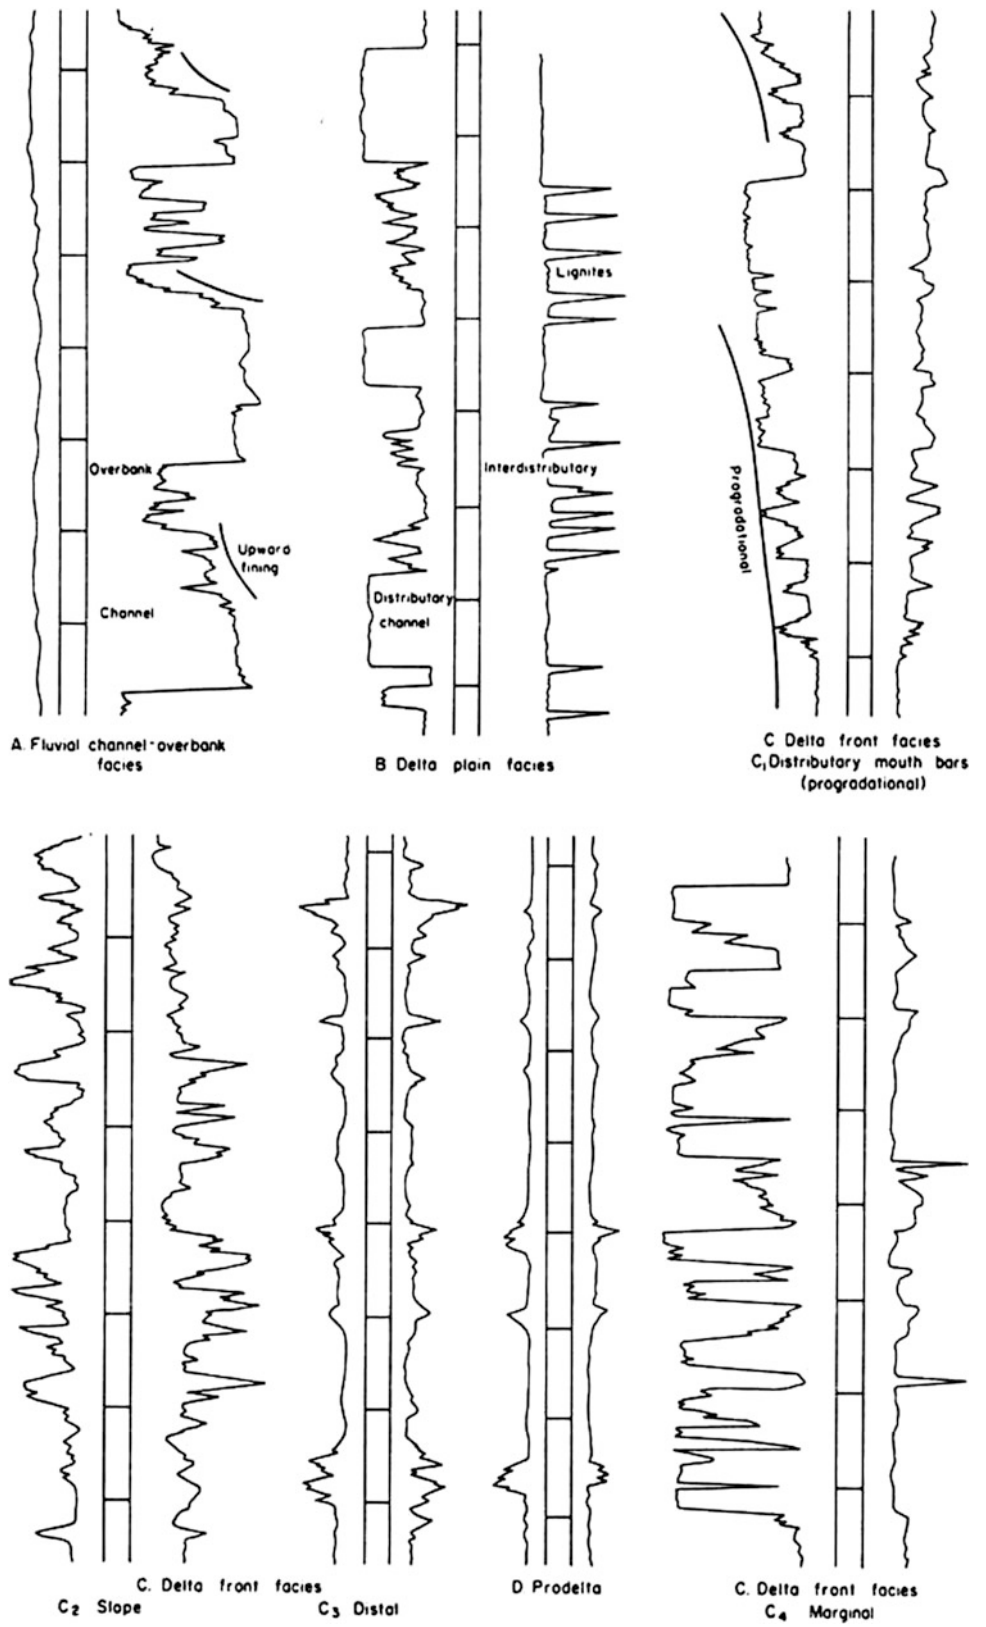 Lignites
Overbank
Interdistributory
Progradational
Upward
fining
Distributary
channel
Channel
A. Fluvial channel-overbank
facies
B Delta plain facies
C Delta front facies
C₁ Distributary mouth bars
(progradational)
C. Delta front facies
C₂ Slope
C₃ Distal
D Prodelta
C. Delta front facies
C₄ Marginal